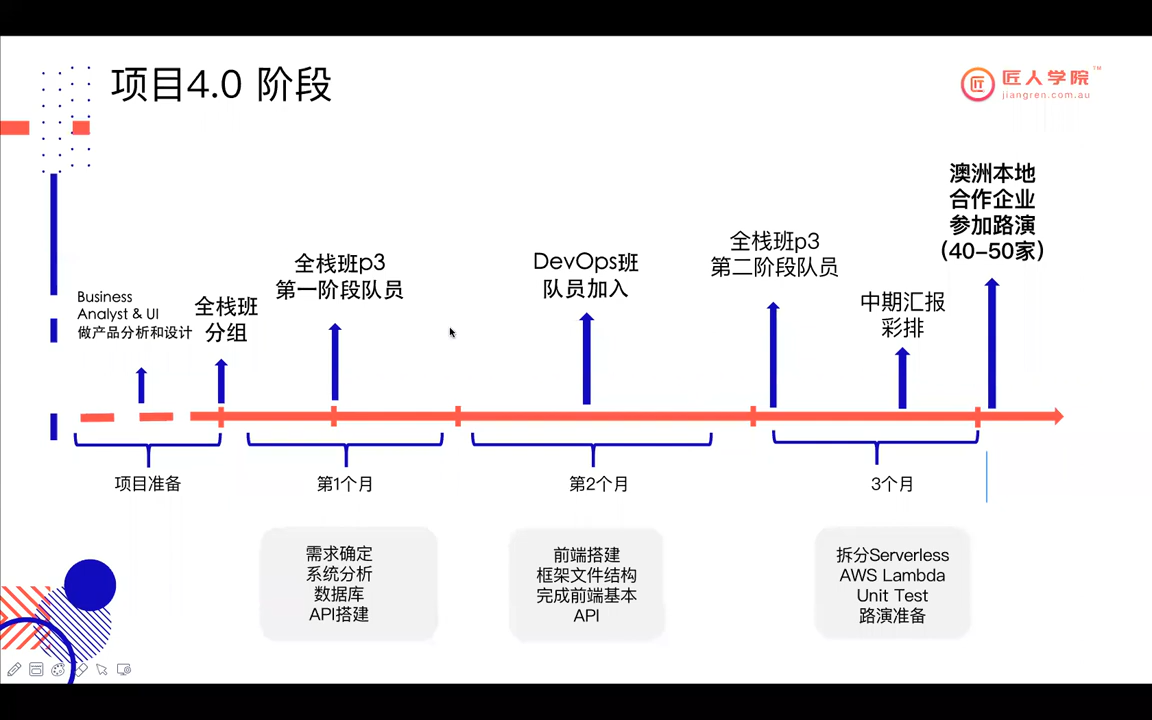 项目4.0 阶段
匠
匠人学院™
jiangren.com.au
Business
Analyst & UI
做产品分析和设计
全栈班
分组
全栈班p3
第一阶段队员
DevOps班
队员加入
全栈班p3
第二阶段队员
中期汇报
彩排
澳洲本地
合作企业
参加路演
(40-50家)
项目准备
第1个月
第2个月
3个月
需求确定
系统分析
数据库
API搭建
前端搭建
框架文件结构
完成前端基本
API
拆分Serverless
AWS Lambda
Unit Test
路演准备